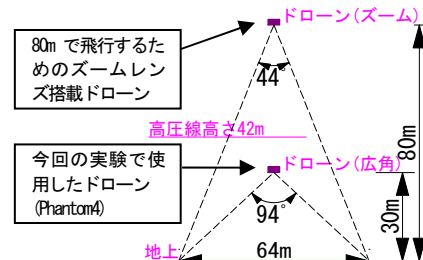 ドローン(ズーム)
80m で飛行するた
めのズームレン
ズ搭載ドローン
44°
高圧線高さ42m
80m
今回の実験で使
用したドローン
(Phantom4)
ドローン(広角)
94°
30m
地上
64m